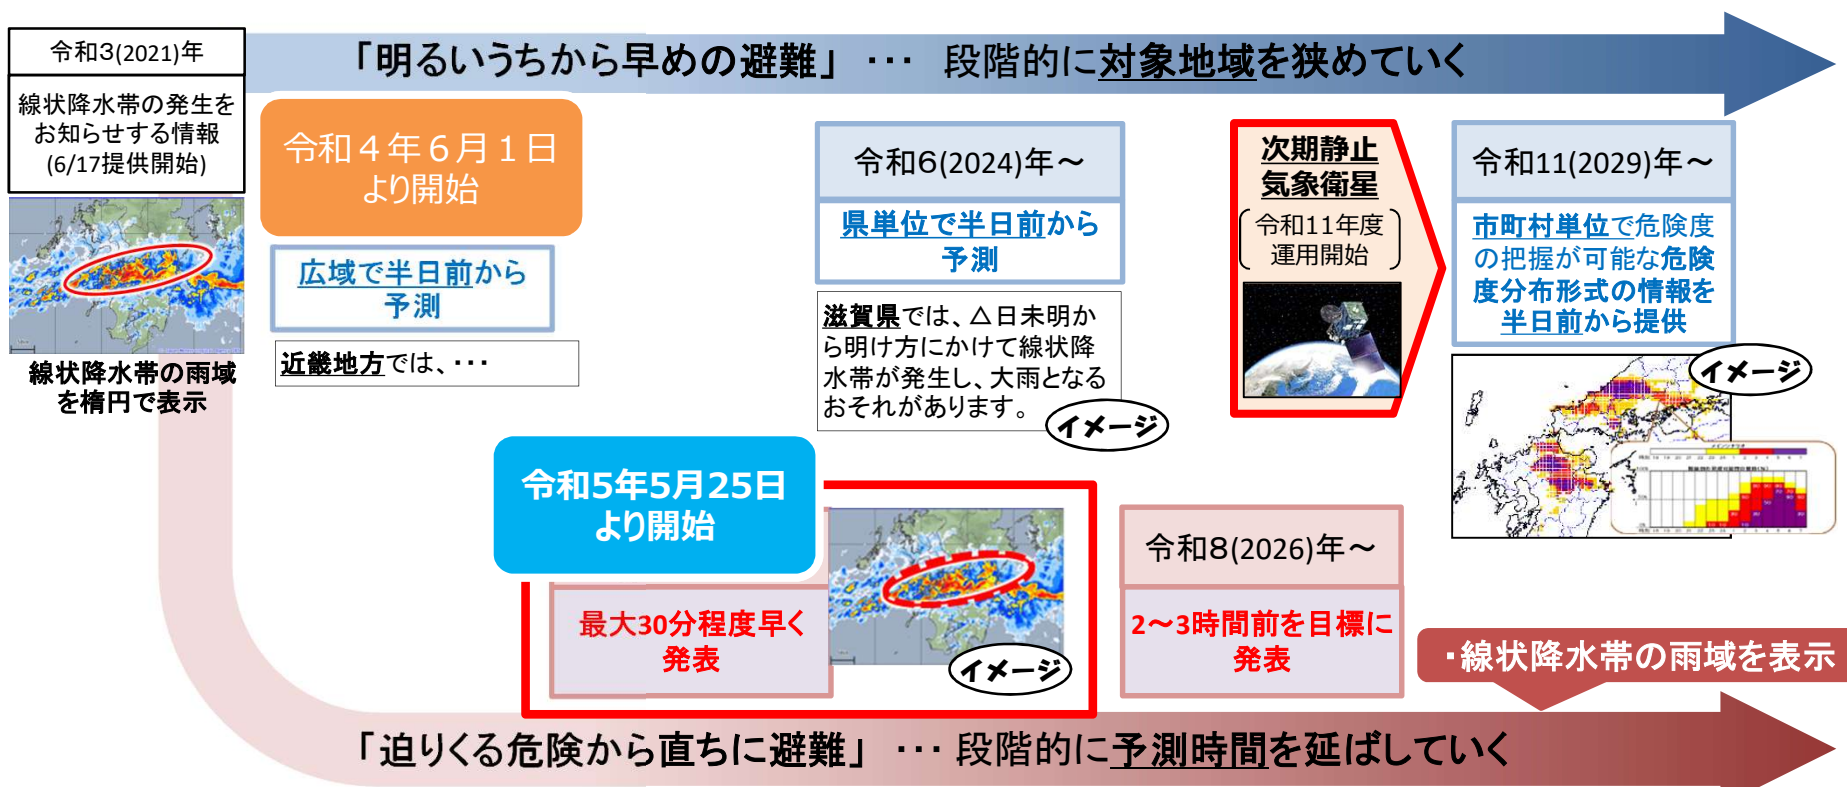 令和3(2021)年
線状降水帯の発生を
お知らせする情報
(6/17提供開始)
線状降水帯の雨域
を楕円で表示
「明るいうちから早めの避難」 ･･･ 段階的に対象地域を狭めていく
令和４年６月１日
より開始
広域で半日前から
予測
近畿地方では、･･･
令和6(2024)年～
県単位で半日前から
予測
滋賀県では、△日未明か
ら明け方にかけて線状降
水帯が発生し、大雨となる
おそれがあります。
イメージ
次期静止
気象衛星
令和11年度
運用開始
令和11(2029)年～
市町村単位で危険度
の把握が可能な危険
度分布形式の情報を
半日前から提供
イメージ
令和5年5月25日
より開始
最大30分程度早く
発表
イメージ
令和8(2026)年～
2～3時間前を目標に
発表
・線状降水帯の雨域を表示
「迫りくる危険から直ちに避難」 ･･･ 段階的に予測時間を延ばしていく